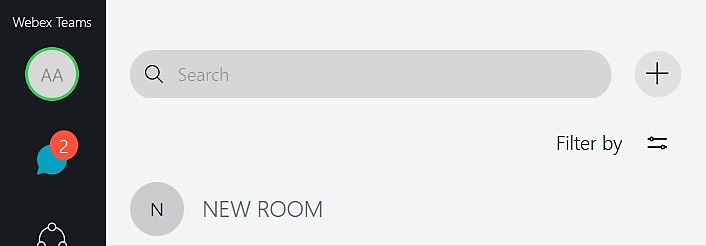 Webex Teams
AA
Search
2
Filter by
N
NEW ROOM